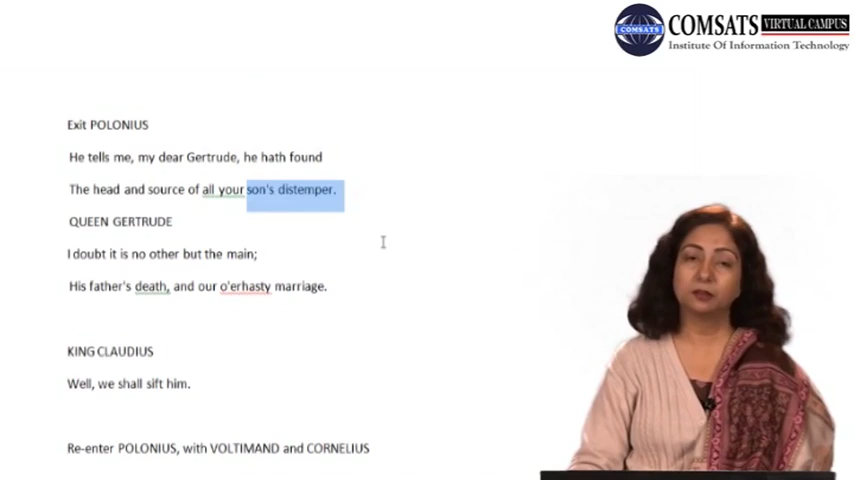 COMSATS VIRTUAL CAMPUS
COMSATS
Institute Of Information Technology
Exit POLONIUS
He tells me, my dear Gertrude, he hath found
The head and source of all your son's distemper.
QUEEN GERTRUDE
I doubt it is no other but the main;
His father's death, and our o'erhasty marriage.
KING CLAUDIUS
Well, we shall sift him.
Re-enter POLONIUS, with VOLTIMAND and CORNELIUS